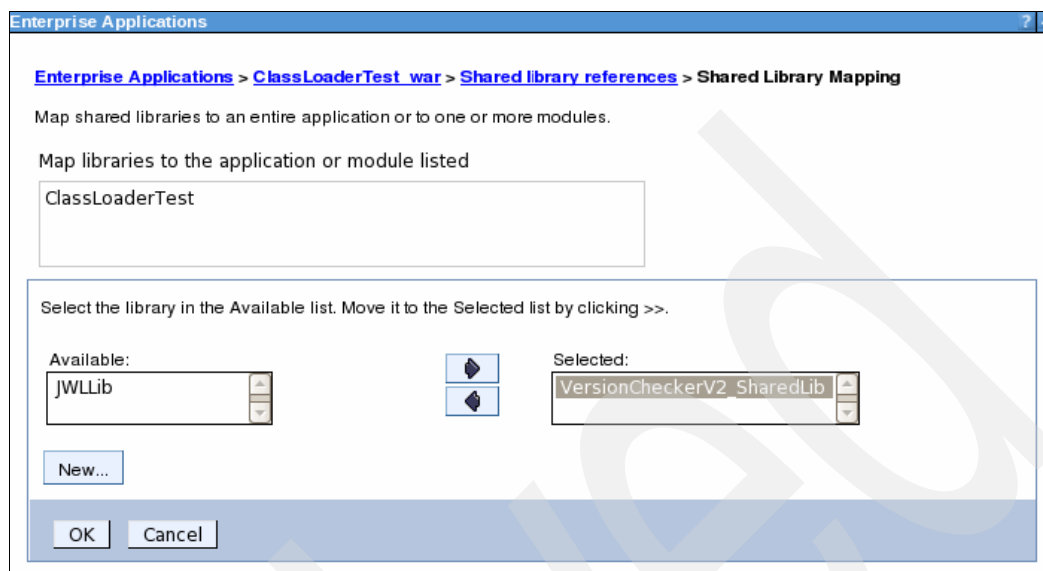 Enterprise Applications ?
Enterprise Applications > ClassLoaderTest_war > Shared library references > Shared Library Mapping
Map shared libraries to an entire application or to one or more modules.
Map libraries to the application or module listed
ClassLoaderTest
Select the library in the Available list. Move it to the Selected list by clicking >>.
Available: Selected:
JWLLib VersionCheckerV2_SharedLib
New...
OK Cancel